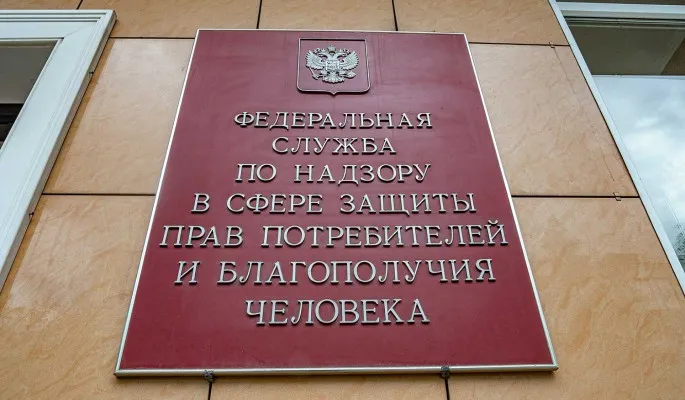 ФЕДЕРАЛЬНАЯ
СЛУЖБА
ПО НАДЗОРУ
В СФЕРЕ ЗАЩИТЫ
ПРАВ ПОТРЕБИТЕЛЕЙ
И БЛАГОПОЛУЧИЯ
ЧЕЛОВЕКА